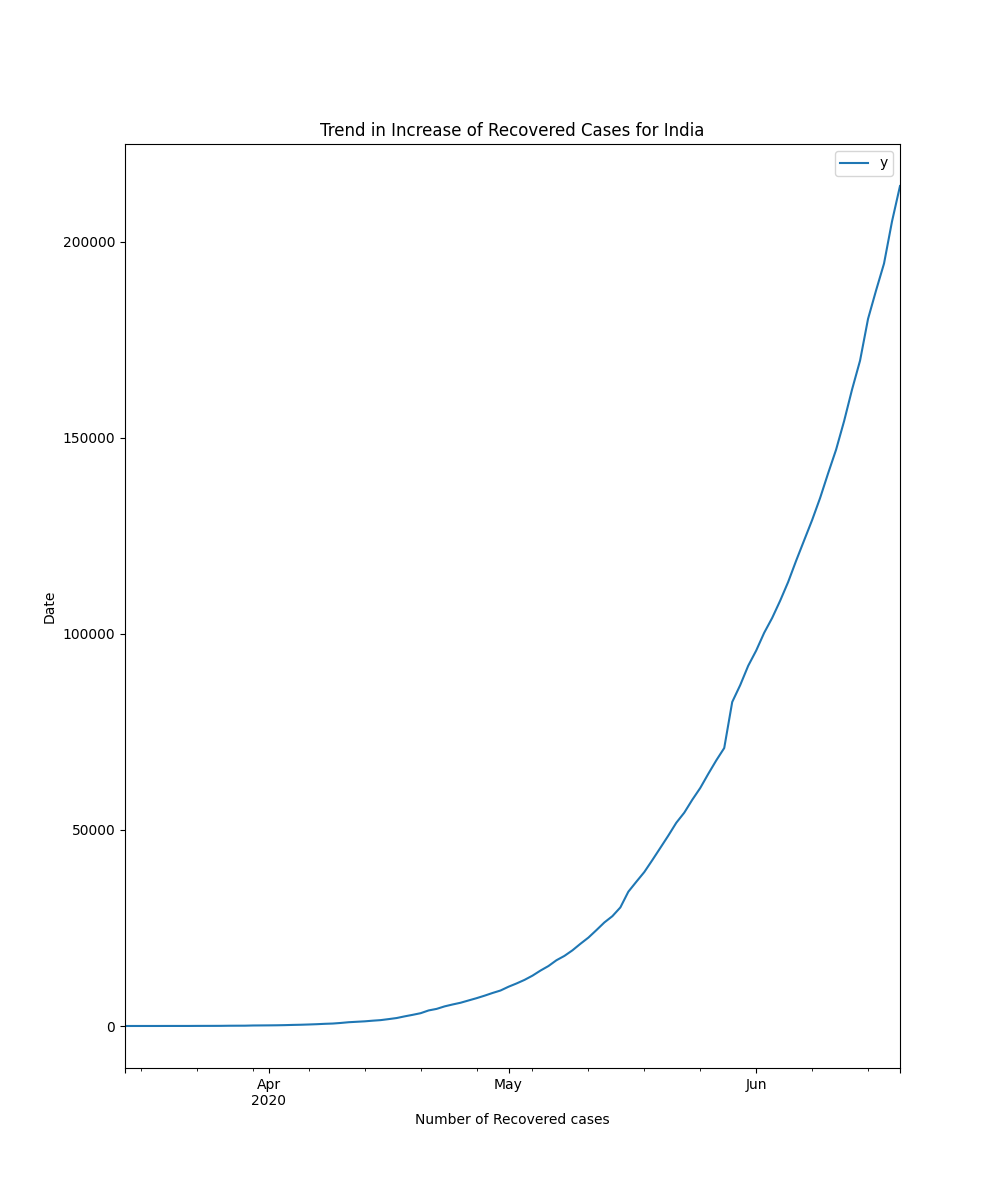 Trend in Increase of Recovered Cases for India
y
200000
150000
100000
50000
0
Date
Apr
2020
May
Jun
Number of Recovered cases